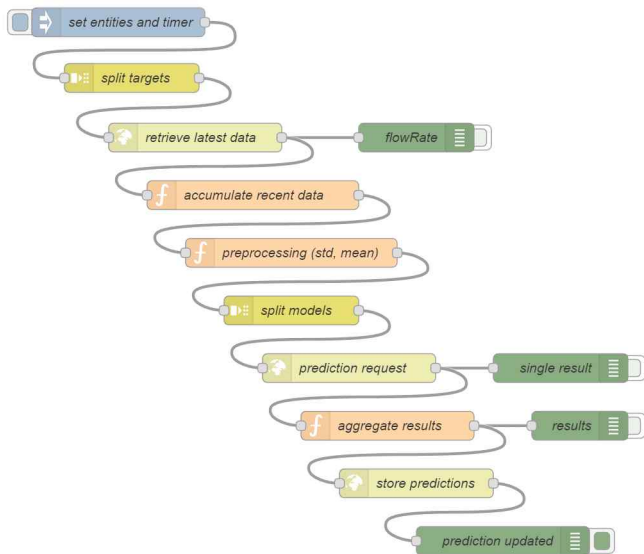 set entities and timer
split targets
retrieve latest data
flowRate
accumulate recent data
preprocessing (std, mean)
split models
prediction request
single result
aggregate results
results
store predictions
prediction updated